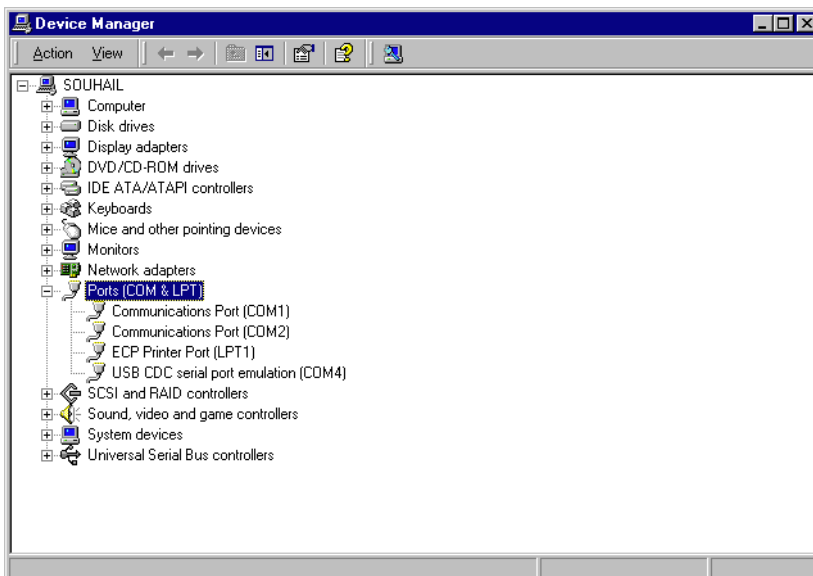 Device Manager
Action View
SOUHAIL
Computer
Disk drives
Display adapters
DVD/CD-ROM drives
IDE ATA/ATAPI controllers
Keyboards
Mice and other pointing devices
Monitors
Network adapters
Ports (COM & LPT)
Communications Port (COM1)
Communications Port (COM2)
ECP Printer Port (LPT1)
USB CDC serial port emulation (COM4)
SCSI and RAID controllers
Sound, video and game controllers
System devices
Universal Serial Bus controllers